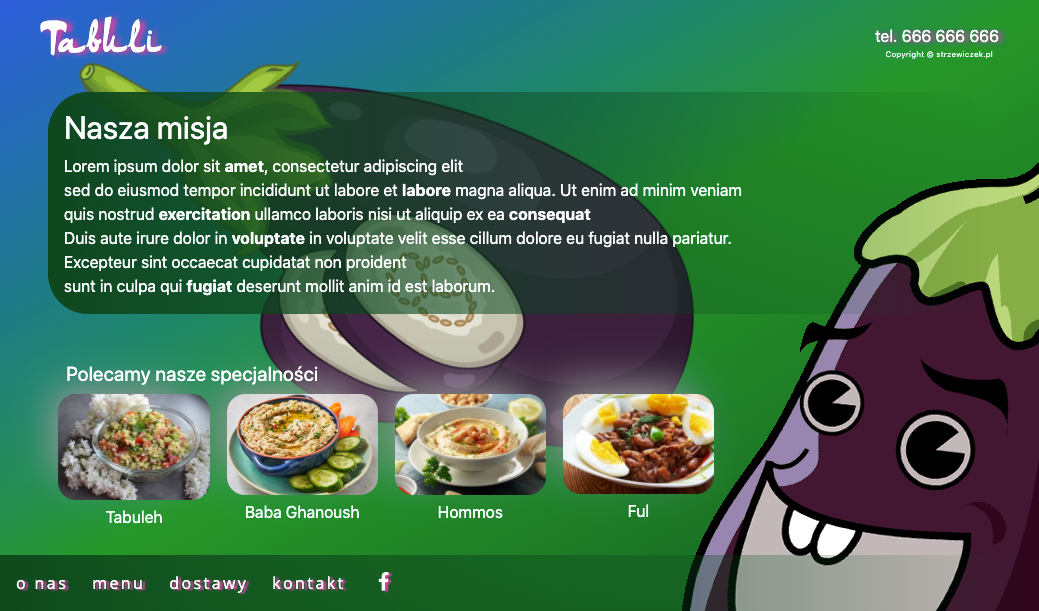 Tabuli
tel. 666 666 666
Copyright © strzewiczek.pl
Nasza misja
Lorem ipsum dolor sit amet, consectetur adipiscing elit
sed do eiusmod tempor incididunt ut labore et labore magna aliqua. Ut enim ad minim veniam
quis nostrud exercitation ullamco laboris nisi ut aliquip ex ea consequat
Duis aute irure dolor in voluptate in voluptate velit esse cillum dolore eu fugiat nulla pariatur.
Excepteur sint occaecat cupidatat non proident
sunt in culpa qui fugiat deserunt mollit anim id est laborum.
Polecamy nasze specjalności
Tabuleh
Baba Ghanoush
Hommos
Ful
o nas menu dostawy kontakt f